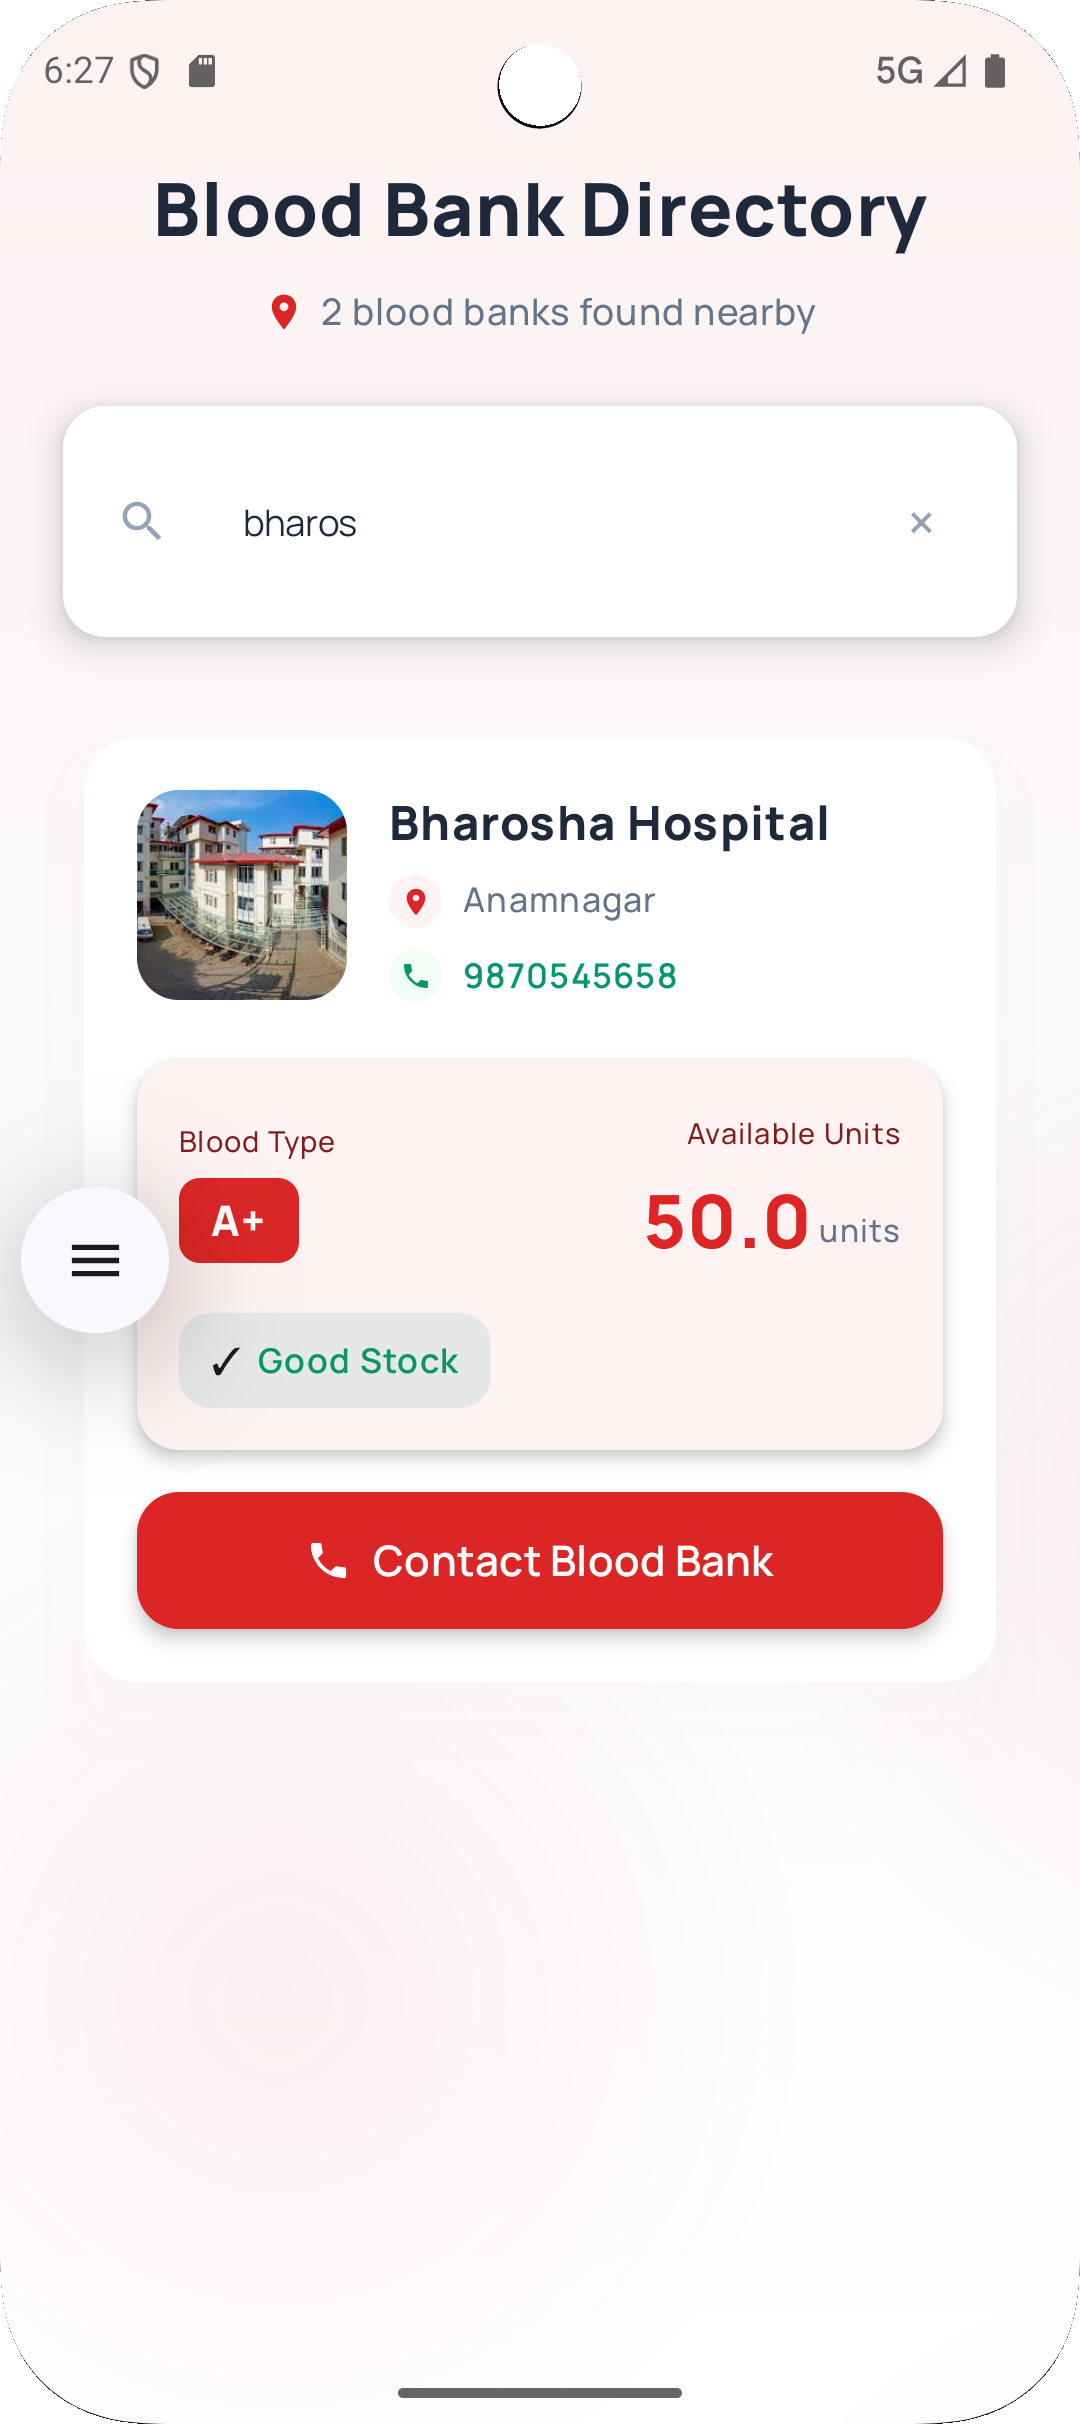 6:27
5G
Blood Bank Directory
2 blood banks found nearby
bharos
Bharosha Hospital
Anamnagar
9870545658
Blood Type
Available Units
A+
50.0 units
✓ Good Stock
Contact Blood Bank